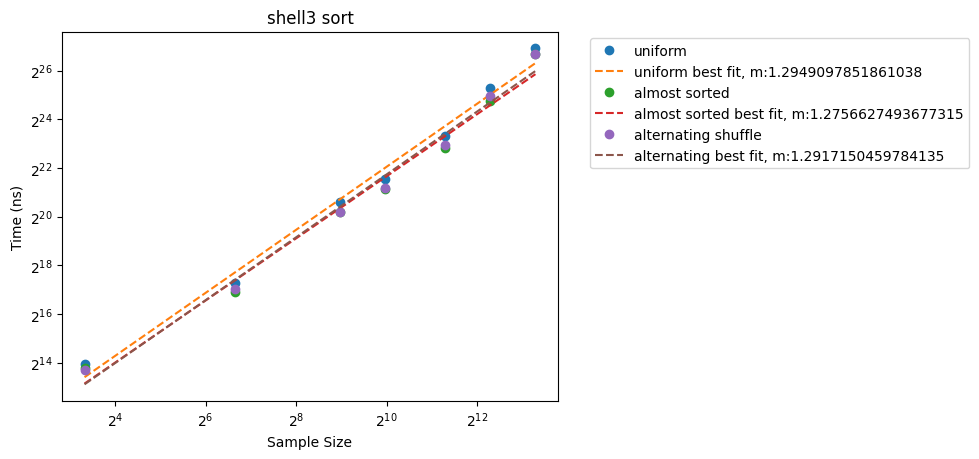 shell3 sort
uniform
uniform best fit, m:1.2949097851861038
almost sorted
almost sorted best fit, m:1.2756627493677315
alternating shuffle
alternating best fit, m:1.2917150459784135
Time (ns)
2^26
2^24
2^22
2^20
2^18
2^16
2^14
2^4 2^6 2^8 2^10 2^12
Sample Size